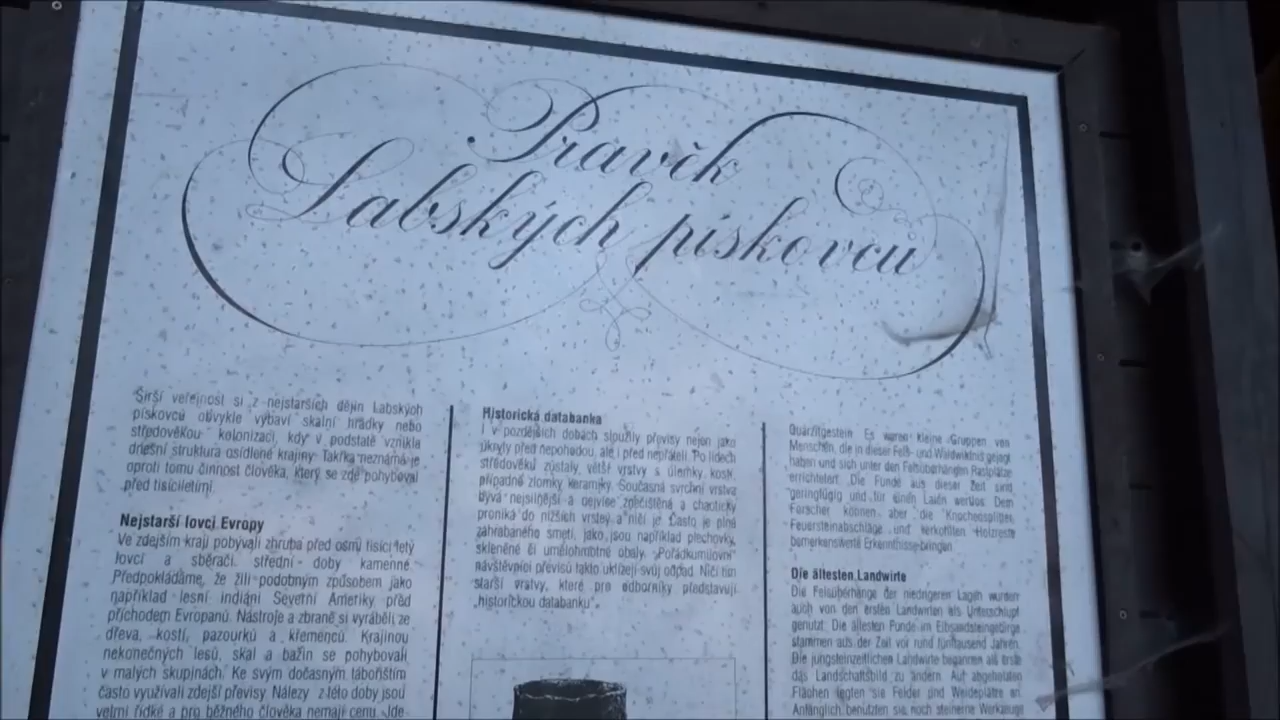 Pravěk
Labských pískovců
Širší veřejnost si z nejstarších dějin Labských
pískovců obvykle vybaví skalní hrádky nebo
středověkou kolonizaci, kdy v podstatě vznikla
dnešní struktura osídlené krajiny. Takřka neznámá je
oproti tomu činnost člověka, který se zde pohyboval
před tisíciletími.
Nejstarší lovci Evropy
Ve zdejším kraji pobývali zhruba před osmi tisíci lety
lovci a sběrači střední doby kamenné.
Předpokládáme, že žili podobným způsobem jako
například lesní indiáni Severní Ameriky před
příchodem Evropanů. Nástroje a zbraně si vyráběli ze
dřeva, kostí, pazourků a křemenců. Krajinou
nekonečných lesů, skal a bažin se pohybovali
v malých skupinách. Ke svým dočasným tábořištím
často využívali zdejší převisy. Nálezy z této doby jsou
velmi řídké a pro běžného člověka nemají cenu. Jde
Historická databanka
I v pozdějších dobách sloužily převisy nejen jako
úkryty před nepohodou, ale i před nepřáteli. Po lidech
středověku zůstaly větší vrstvy s úlomky kostí,
případně zlomky keramiky. Současná svrchní vrstva
bývá nejsilnější a nejvíce znečištěná a chaoticky
proniká do nižších vrstev a ničí je. Často je plná
zahrabaného smetí, jako jsou například plechovky,
skleněné či umělohmotné obaly. „Pořádkumilovní"
návštěvníci převisů takto uklízejí svůj odpad. Ničí tím
starší vrstvy, které pro odborníky představují
„historickou databanku".
Quarzitgestein. Es waren kleine Gruppen von
Menschen, die in dieser Fels- und Waldwildnis gejagt
haben und sich unter den Felsüberhängen Rastplätze
errichteten. Die Funde aus dieser Zeit sind
geringfügig und für einen Laien wertlos. Dem
Forscher können aber die Knochensplitter,
Feuersteinabschläge und verkohlten Holzreste
bemerkenswerte Erkenntnisse bringen.
Die ältesten Landwirte
Die Felsüberhänge der niedrigeren Lagen wurden
auch von den ersten Landwirten als Unterschlupf
genutzt. Die ältesten Funde im Elbsandsteingebirge
stammen aus der Zeit vor rund fünftausend Jahren.
Die jungsteinzeitlichen Landwirte begannen als erste
das Landschaftsbild zu ändern. Auf abgeholzten
Flächen legten sie Felder und Weideplätze an.
Anfänglich benutzten sie noch steinerne Werkzeuge